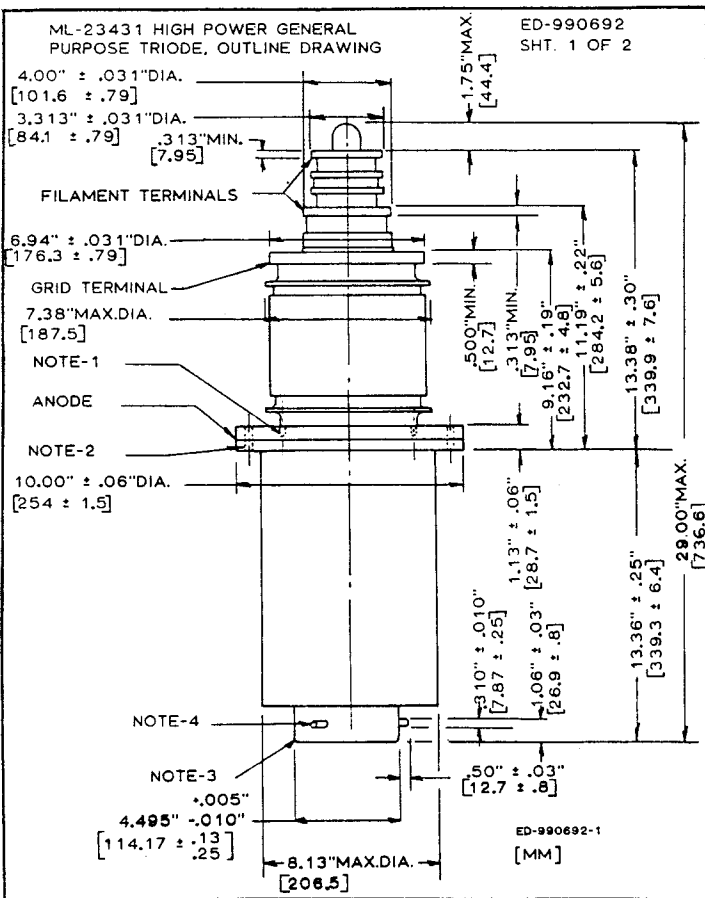 ML-23431 HIGH POWER GENERAL
PURPOSE TRIODE, OUTLINE DRAWING
ED-990692
SHT. 1 OF 2
4.00" ± .031"DIA.
[101.6 ± .79]
3.313" ± .031"DIA.
[84.1 ± .79]
.313"MIN.
[7.95]
FILAMENT TERMINALS
6.94" ± .031"DIA.
[176.3 ± .79]
GRID TERMINAL
7.38"MAX.DIA.
[187.5]
NOTE-1
ANODE
NOTE-2
10.00" ± .06"DIA.
[254 ± 1.5]
1.75"MAX.
[44.4]
.500"MIN.
[12.7]
.313"MIN.
[7.95]
9.16" ± .19"
[232.7 ± 4.8]
11.19" ± .22"
[284.2 ± 5.6]
13.38" ± .30"
[339.9 ± 7.6]
29.00"MAX.
[736.6]
1.13" ± .06"
[28.7 ± 1.5]
.310" ± .010"
[7.87 ± .25]
1.06" ± .03"
[26.9 ± .8]
13.36" ± .25"
[339.3 ± 6.4]
NOTE-4
NOTE-3
.50" ± .03"
[12.7 ± .8]
+.005"
4.495" -.010"
[114.17 ± .13
.25]
8.13"MAX.DIA.
[206.5]
ED-990692-1
[MM]